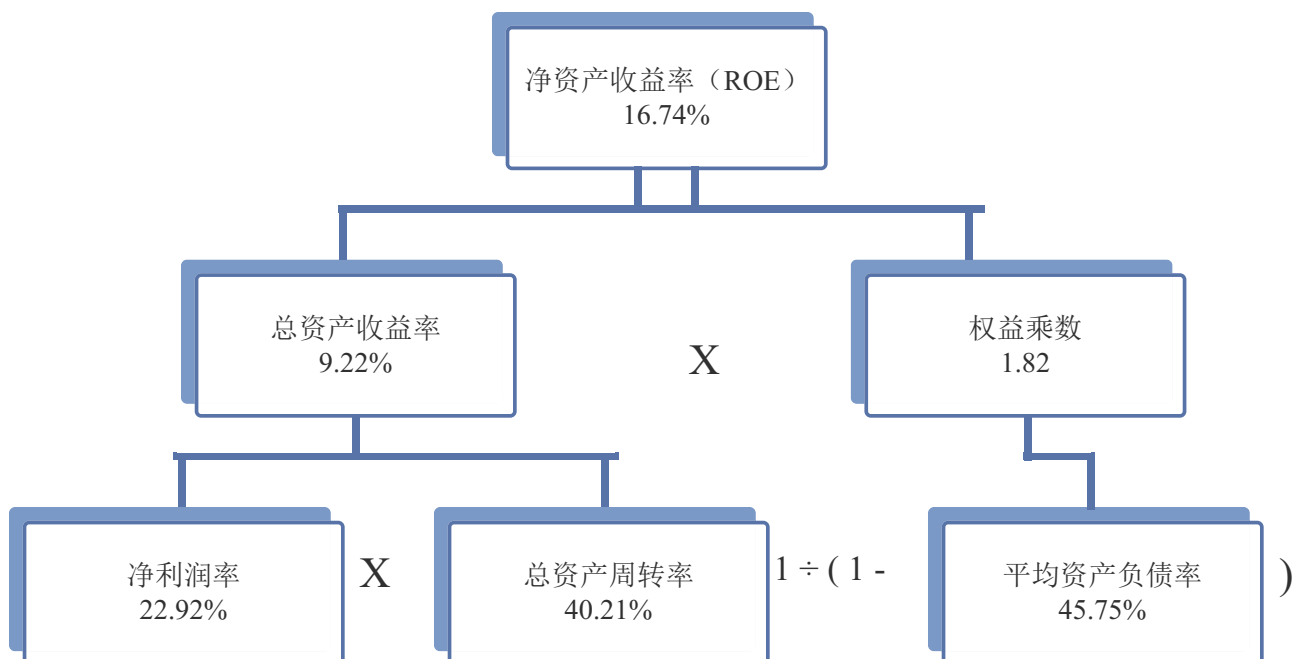 净资产收益率（ROE）
16.74%
总资产收益率
9.22%
X
权益乘数
1.82
净利润率
22.92%
X
总资产周转率
40.21%
1 ÷ ( 1 -
平均资产负债率
45.75%
)